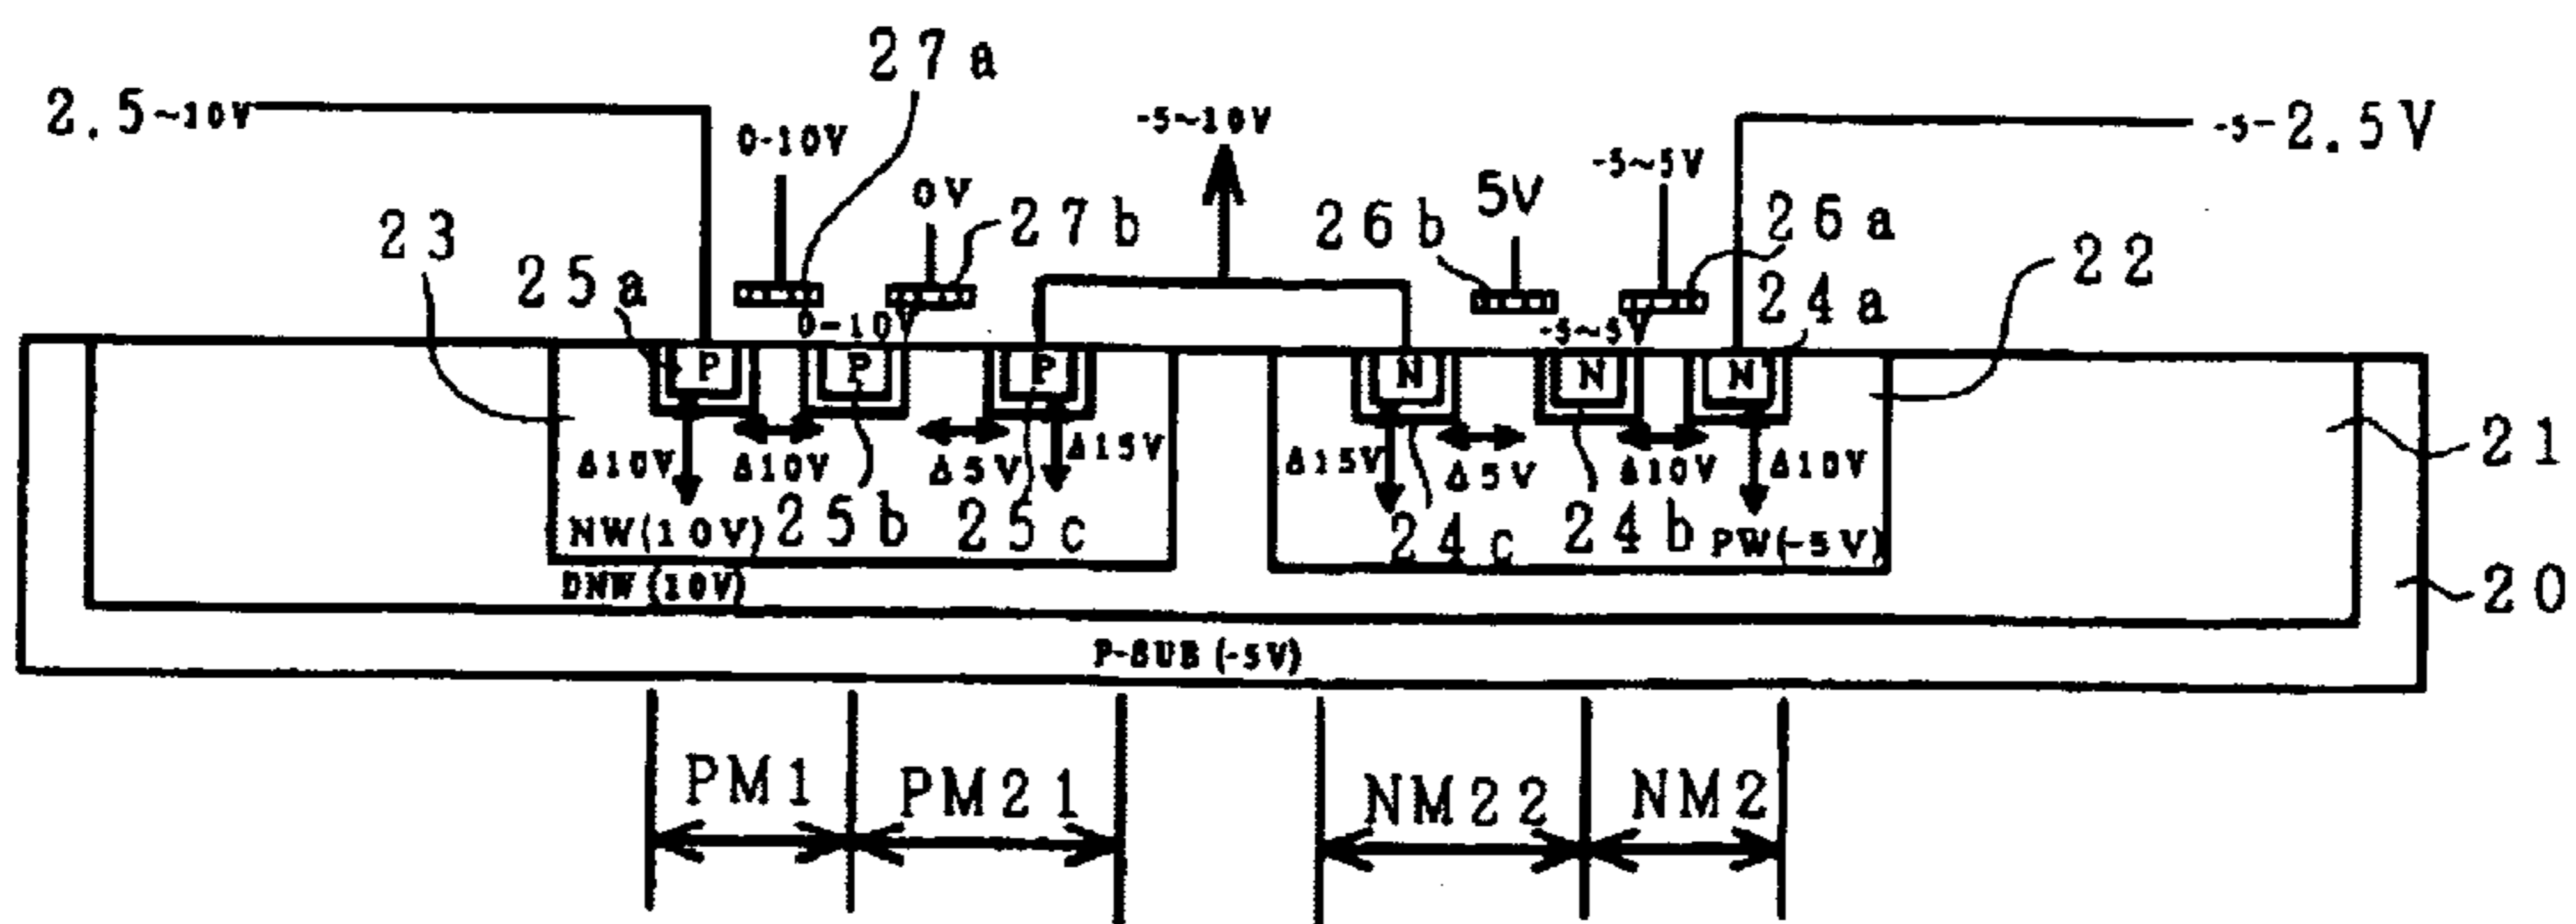 27a
2.5~10V
0-10V
-5~10V
-5-2.5V
0V
27b
26b
5V
-5~5V
26a
23
25a
24a
22
0-10V
-5~5V
P
P
P
N
N
N
21
Δ10V
Δ10V
Δ5V
Δ15V
Δ15V
Δ5V
Δ10V
Δ10V
NW(10V)
25b
25c
24c
24b
PW(-5V)
DNW(10V)
20
P-SUB(-5V)
PM1
PM21
NM22
NM2